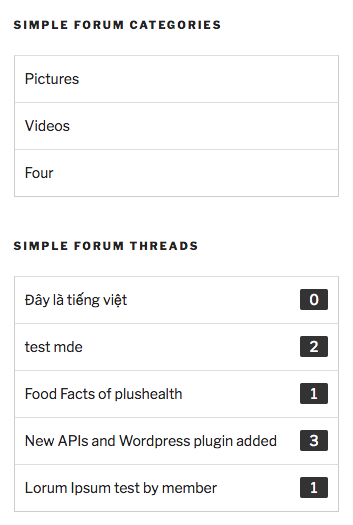 SIMPLE FORUM CATEGORIES
Pictures
Videos
Four
SIMPLE FORUM THREADS
Đây là tiếng việt 0
test mde 2
Food Facts of plushealth 1
New APIs and Wordpress plugin added 3
Lorum Ipsum test by member 1